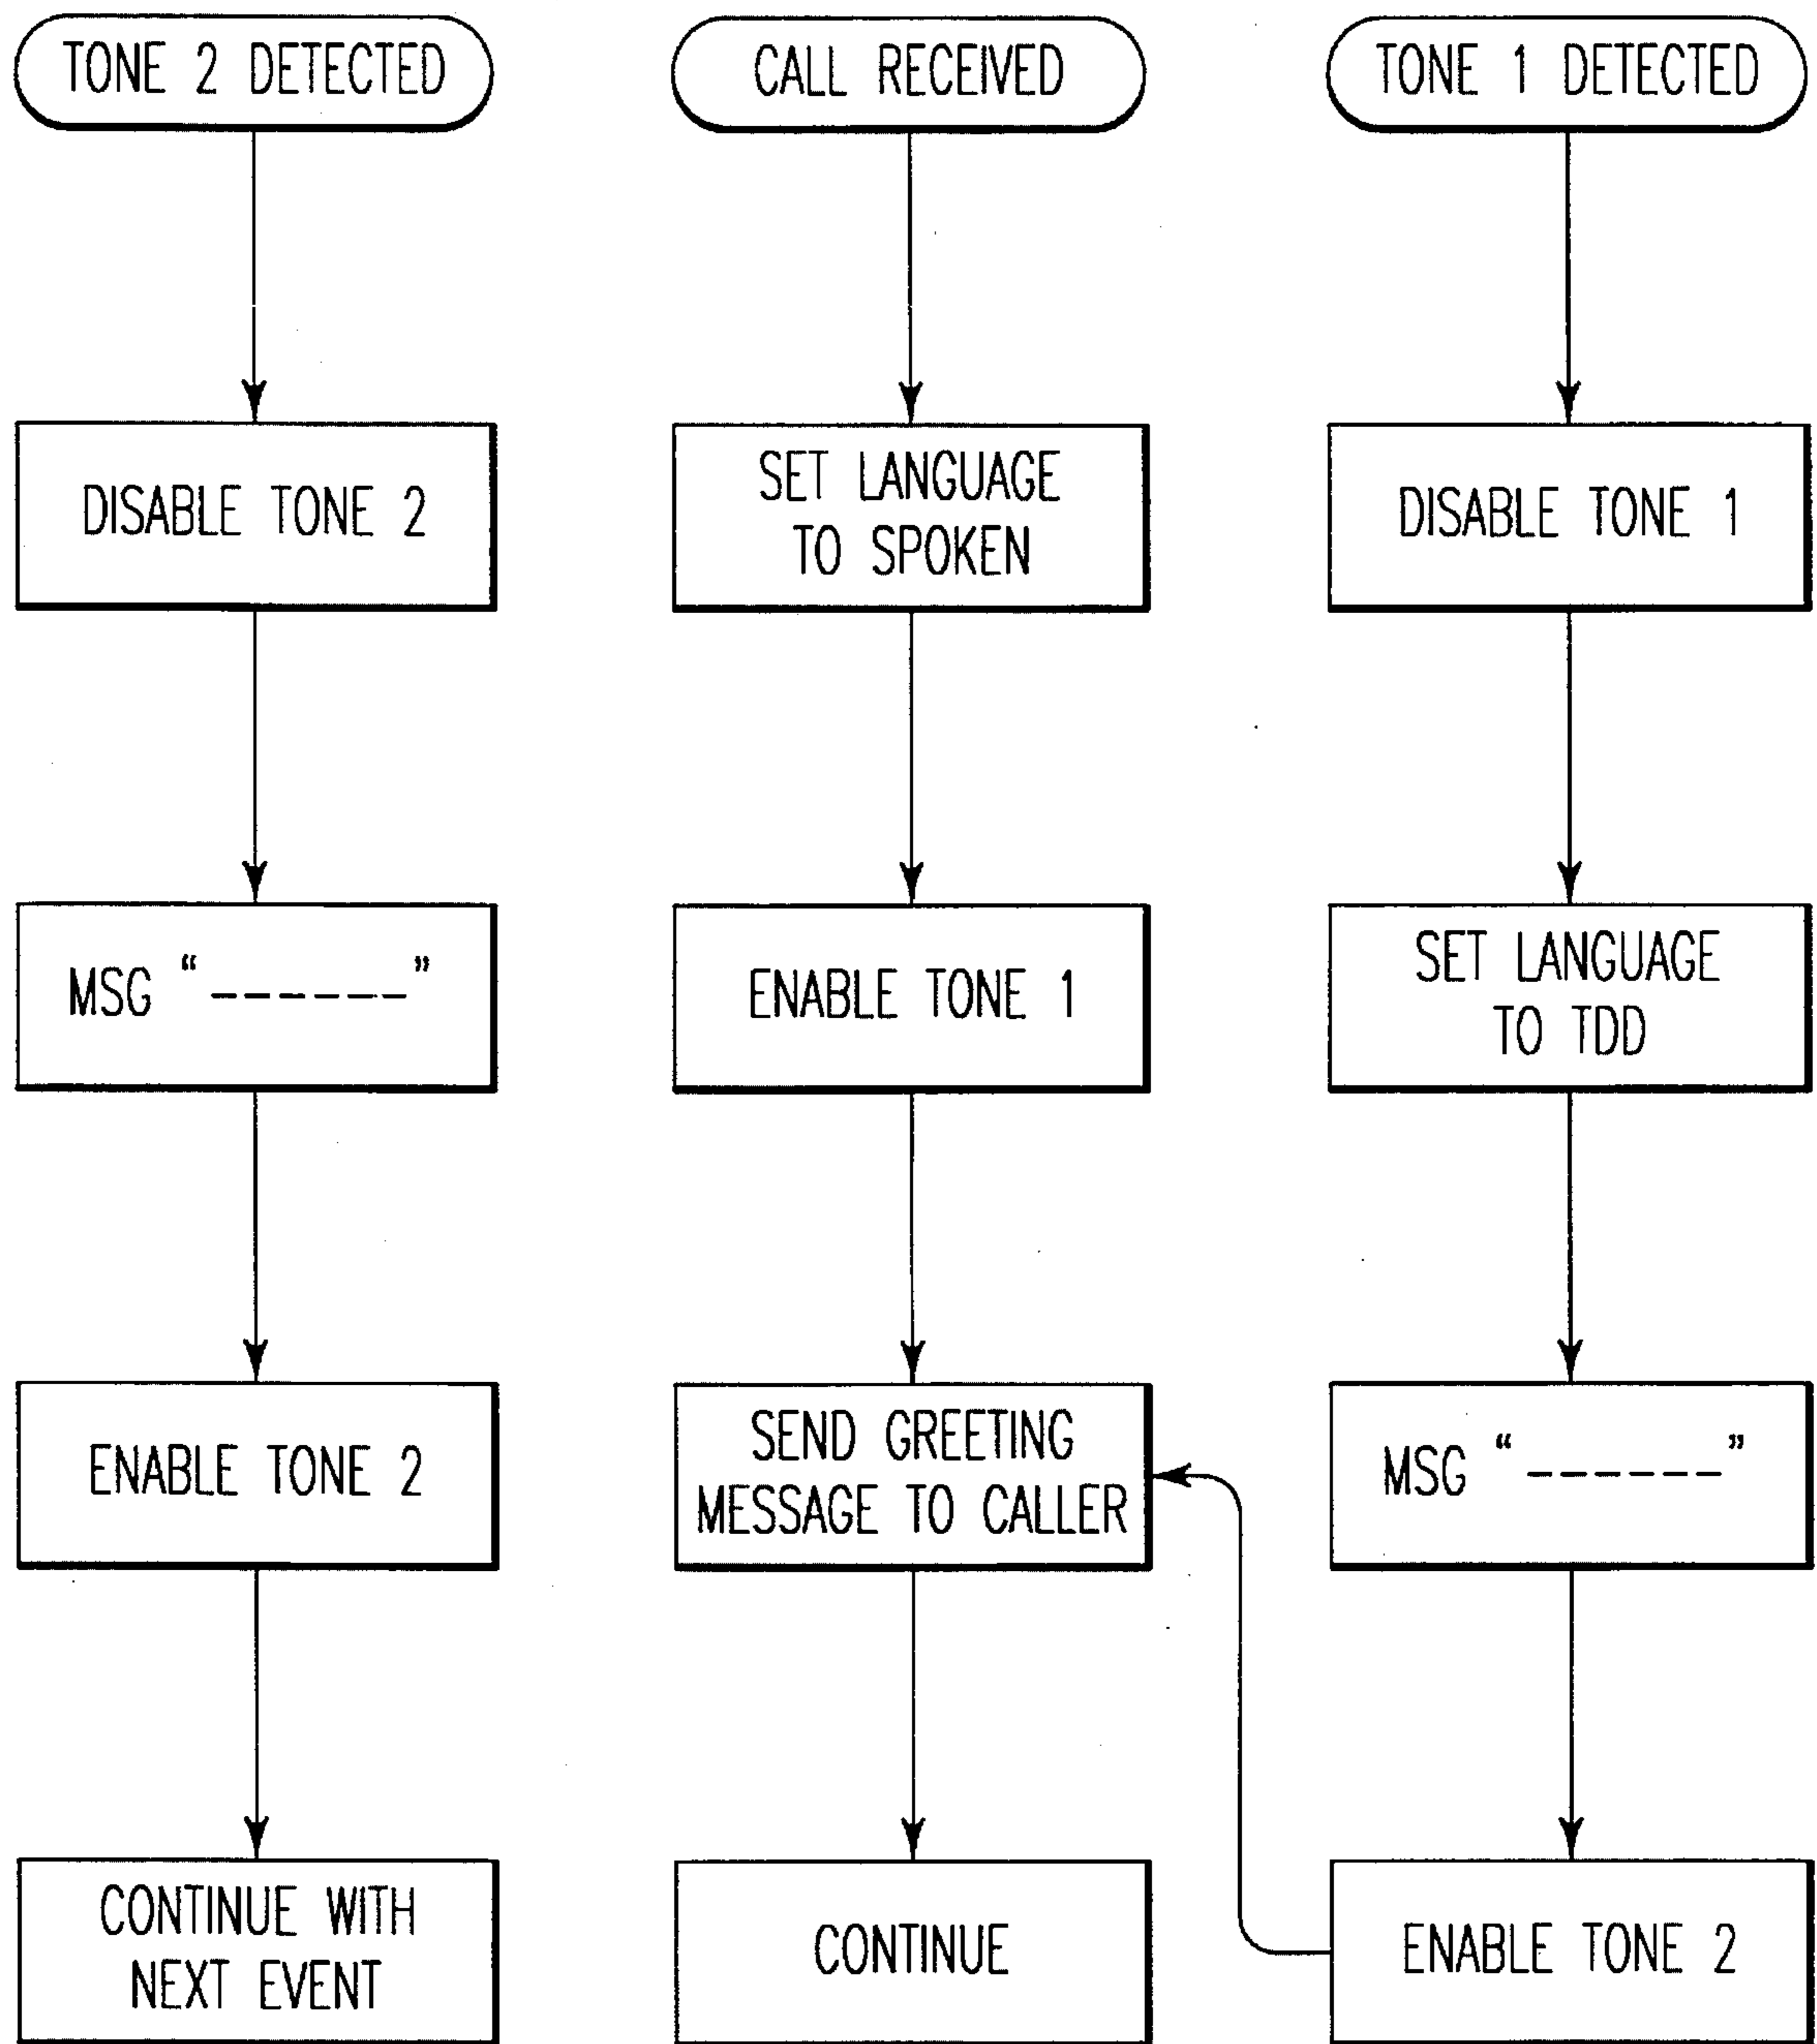 TONE 2 DETECTED
DISABLE TONE 2
MSG “------”
ENABLE TONE 2
CONTINUE WITH
NEXT EVENT
CALL RECEIVED
SET LANGUAGE
TO SPOKEN
ENABLE TONE 1
SEND GREETING
MESSAGE TO CALLER
CONTINUE
TONE 1 DETECTED
DISABLE TONE 1
SET LANGUAGE
TO TDD
MSG “------”
ENABLE TONE 2